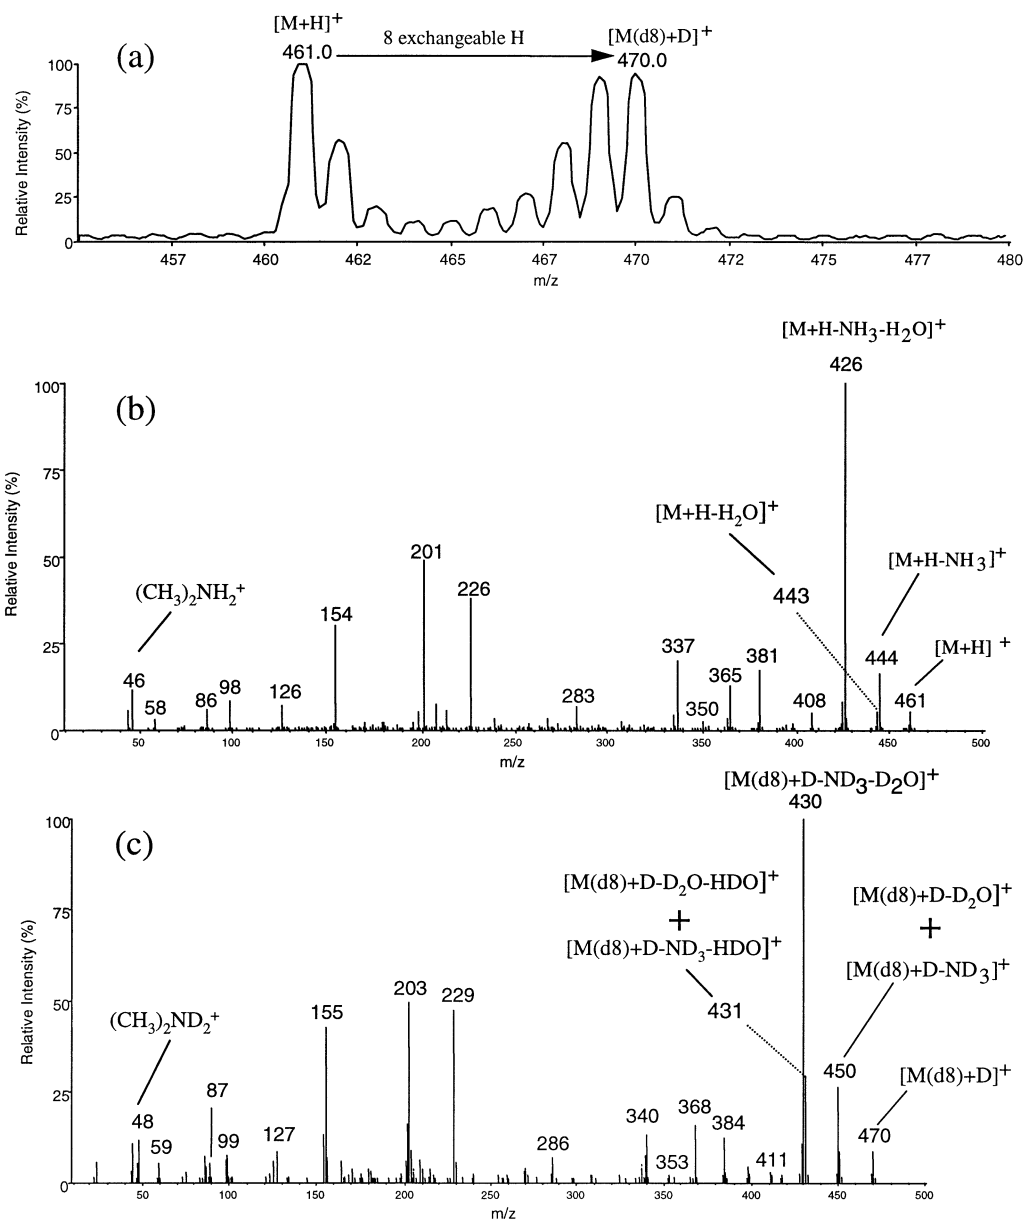 (a)
[M+H]+
461.0
8 exchangeable H
[M(d8)+D]+
470.0
Relative Intensity (%)
100
75
50
25
0
457 460 462 465 467 470 472 475 477 480
m/z
(b)
[M+H-NH3-H2O]+
426
[M+H-H2O]+
443
[M+H-NH3]+
444
[M+H]+
461
(CH3)2NH2+
46
58
86
98
126
154
201
226
283
337
350
365
381
408
Relative Intensity (%)
100
75
50
25
0
50 100 150 200 250 300 350 400 450 500
m/z
(c)
[M(d8)+D-ND3-D2O]+
430
[M(d8)+D-D2O-HDO]+
+
[M(d8)+D-ND3-HDO]+
431
[M(d8)+D-D2O]+
+
[M(d8)+D-ND3]+
450
[M(d8)+D]+
470
(CH3)2ND2+
48
59
87
99
127
155
203
229
286
340
353
368
384
411
Relative Intensity (%)
100
75
50
25
0
50 100 150 200 250 300 350 400 450 500
m/z